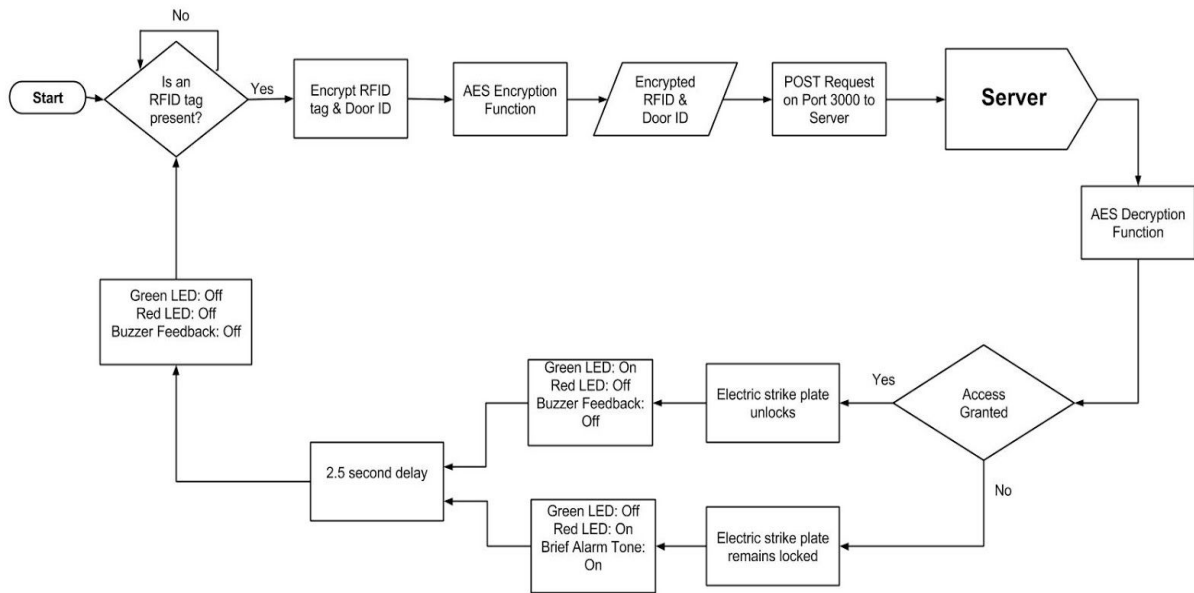 No
Start
Is an
RFID tag
present?
Yes
Encrypt RFID
tag & Door ID
AES Encryption
Function
Encrypted
RFID &
Door ID
POST Request
on Port 3000 to
Server
Server
AES Decryption
Function
Access
Granted
Yes
Electric strike plate
unlocks
Green LED: On
Red LED: Off
Buzzer Feedback:
Off
No
Electric strike plate
remains locked
Green LED: Off
Red LED: On
Brief Alarm Tone:
On
2.5 second delay
Green LED: Off
Red LED: Off
Buzzer Feedback: Off